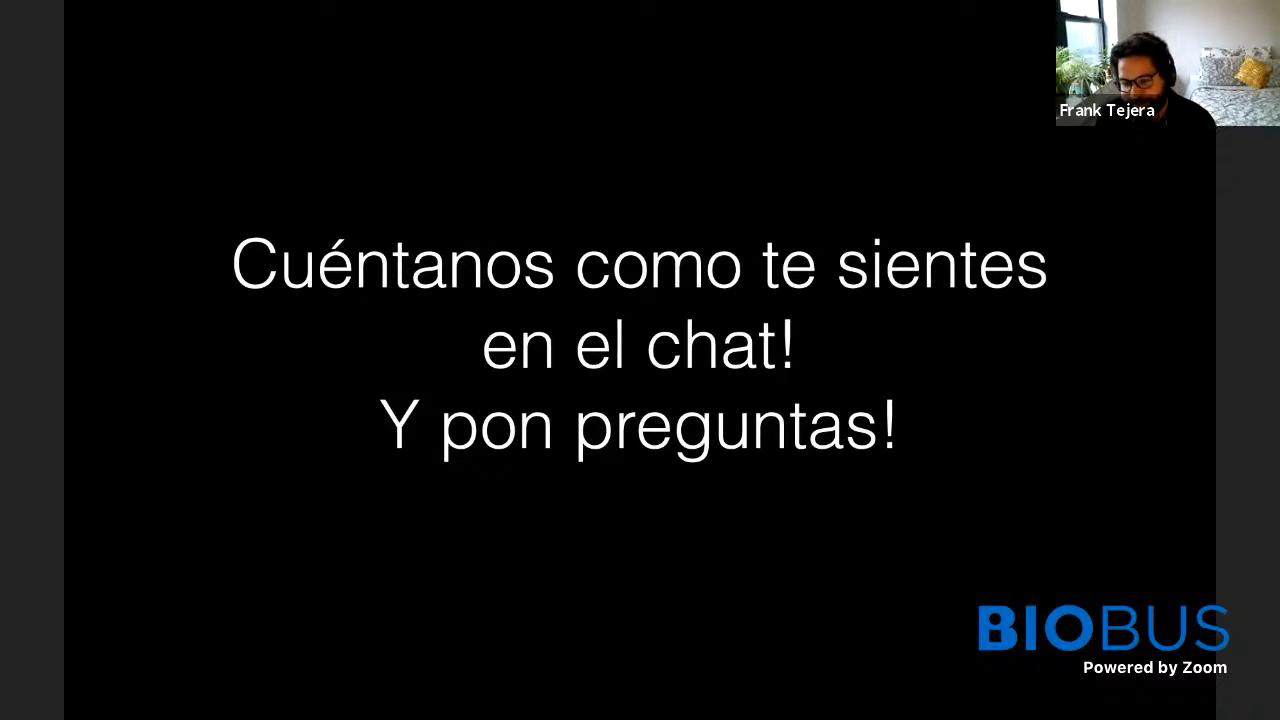 Frank Tejera
Cuéntanos como te sientes
en el chat!
Y pon preguntas!
BIOBUS
Powered by Zoom